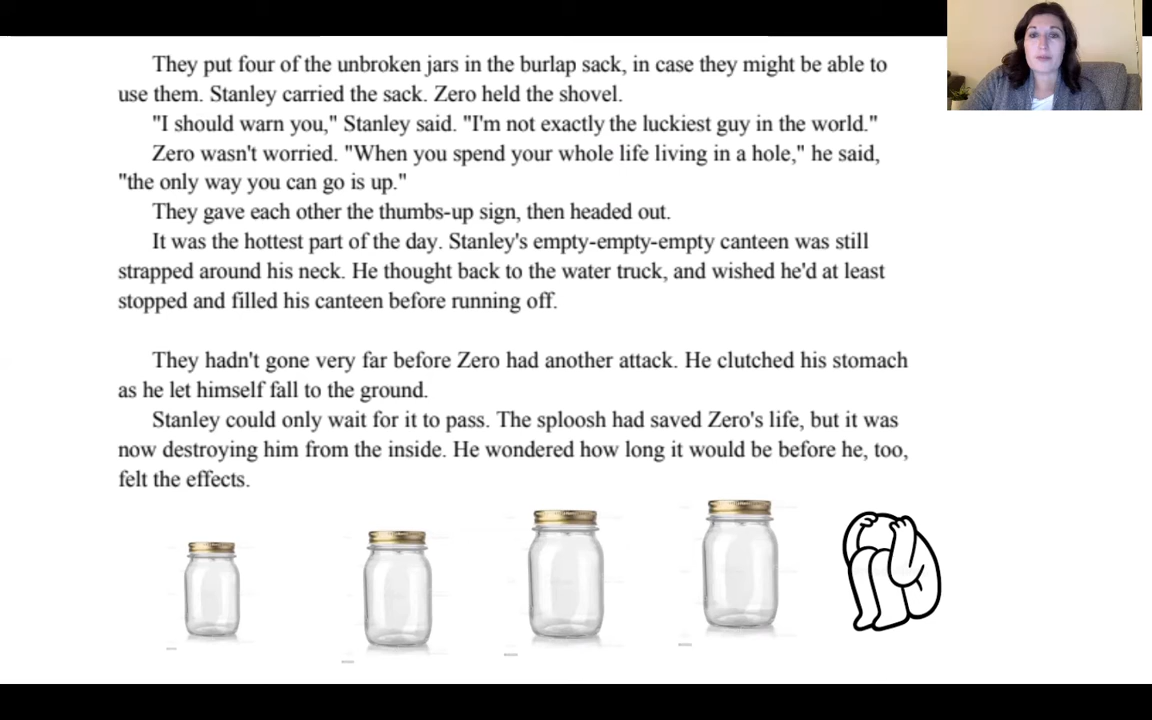 They put four of the unbroken jars in the burlap sack, in case they might be able to
use them. Stanley carried the sack. Zero held the shovel.
"I should warn you," Stanley said. "I'm not exactly the luckiest guy in the world."
Zero wasn't worried. "When you spend your whole life living in a hole," he said,
"the only way you can go is up."
They gave each other the thumbs-up sign, then headed out.
It was the hottest part of the day. Stanley's empty-empty-empty canteen was still
strapped around his neck. He thought back to the water truck, and wished he'd at least
stopped and filled his canteen before running off.
They hadn't gone very far before Zero had another attack. He clutched his stomach
as he let himself fall to the ground.
Stanley could only wait for it to pass. The sploosh had saved Zero's life, but it was
now destroying him from the inside. He wondered how long it would be before he, too,
felt the effects.